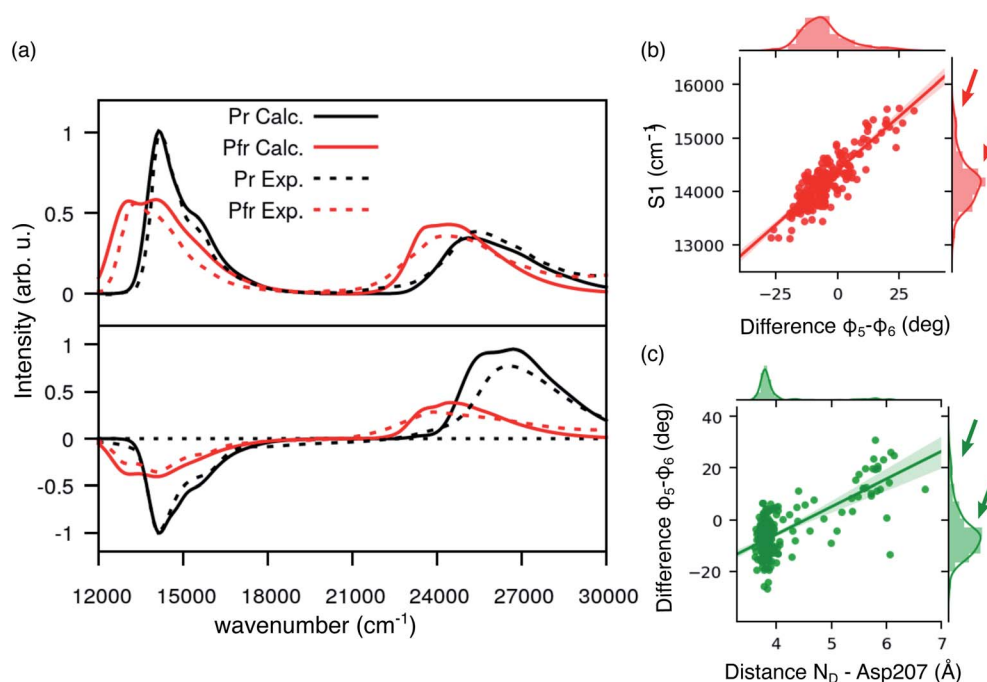 (a)
Pr Calc.
Pfr Calc.
Pr Exp.
Pfr Exp.
1
0.5
0
1
0.5
0
-0.5
-1
Intensity (arb. u.)
12000 15000 18000 21000 24000 27000 30000
wavenumber (cm⁻¹)
(b)
16000
15000
14000
13000
S1 (cm⁻¹)
−25 0 25
Difference ϕ₅-ϕ₆ (deg)
(c)
40
20
0
−20
Difference ϕ₅-ϕ₆ (deg)
4 5 6 7
Distance N_D - Asp207 (Å)